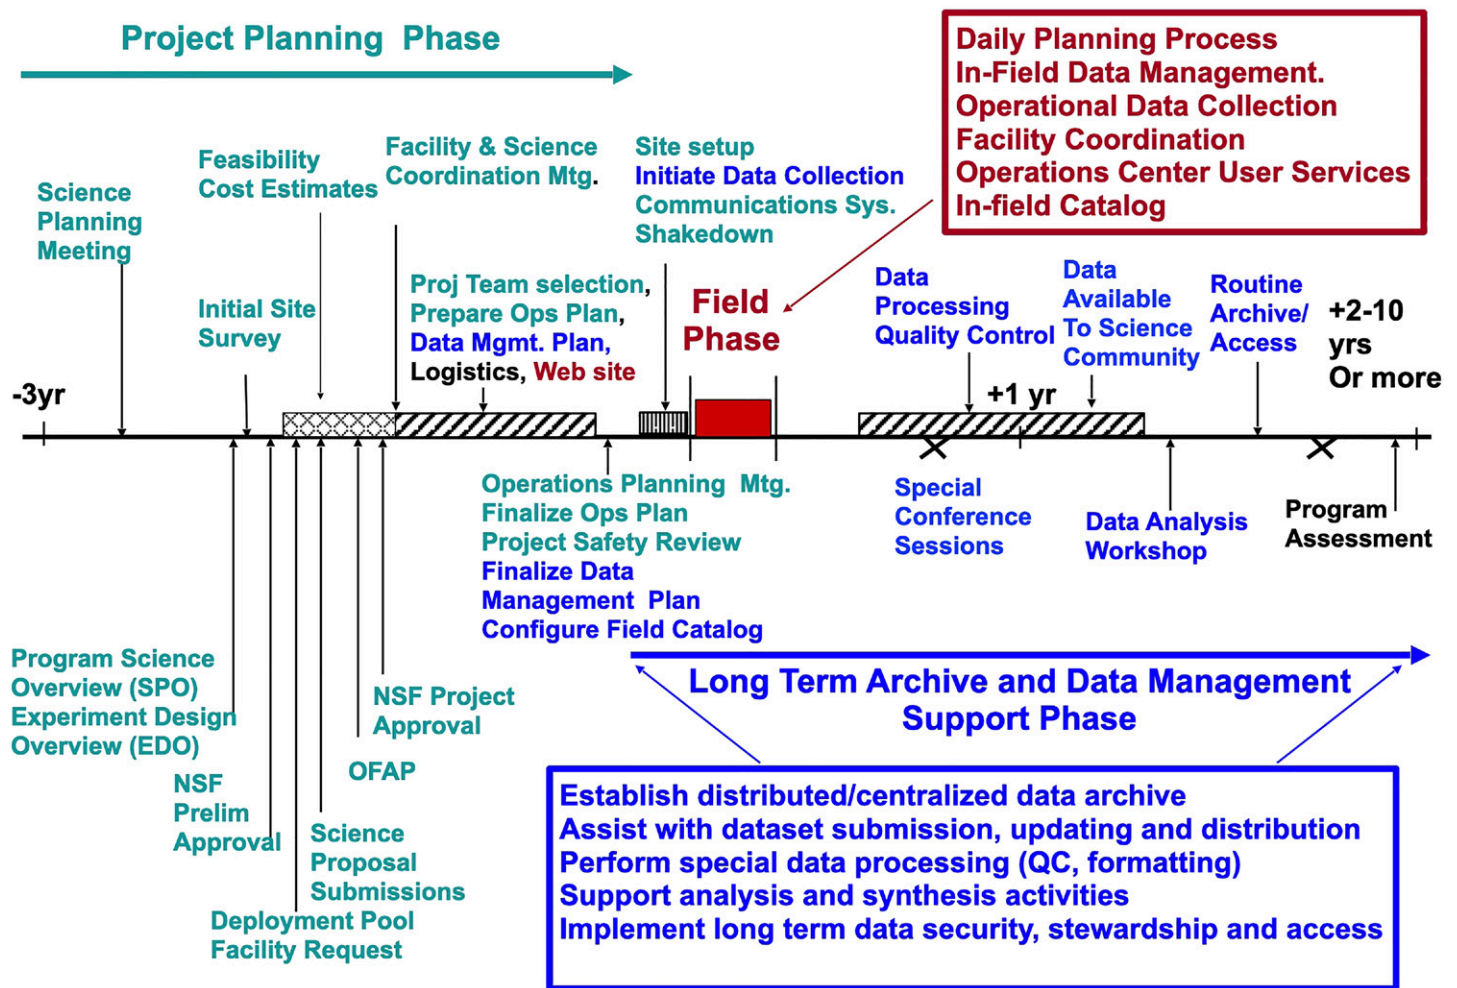 Project Planning Phase
Daily Planning Process
In-Field Data Management.
Operational Data Collection
Facility Coordination
Operations Center User Services
In-field Catalog
Science
Planning
Meeting
Feasibility
Cost Estimates
Initial Site
Survey
Facility & Science
Coordination Mtg.
Proj Team selection,
Prepare Ops Plan,
Data Mgmt. Plan,
Logistics, Web site
Site setup
Initiate Data Collection
Communications Sys.
Shakedown
Field
Phase
Data
Processing
Quality Control
Data
Available
To Science
Community
Routine
Archive/
Access
+2-10
yrs
Or more
-3yr
+1 yr
Operations Planning Mtg.
Finalize Ops Plan
Project Safety Review
Finalize Data
Management Plan
Configure Field Catalog
Special
Conference
Sessions
Data Analysis
Workshop
Program
Assessment
Program Science
Overview (SPO)
Experiment Design
Overview (EDO)
NSF
Prelim
Approval
NSF Project
Approval
OFAP
Science
Proposal
Submissions
Deployment Pool
Facility Request
Long Term Archive and Data Management
Support Phase
Establish distributed/centralized data archive
Assist with dataset submission, updating and distribution
Perform special data processing (QC, formatting)
Support analysis and synthesis activities
Implement long term data security, stewardship and access